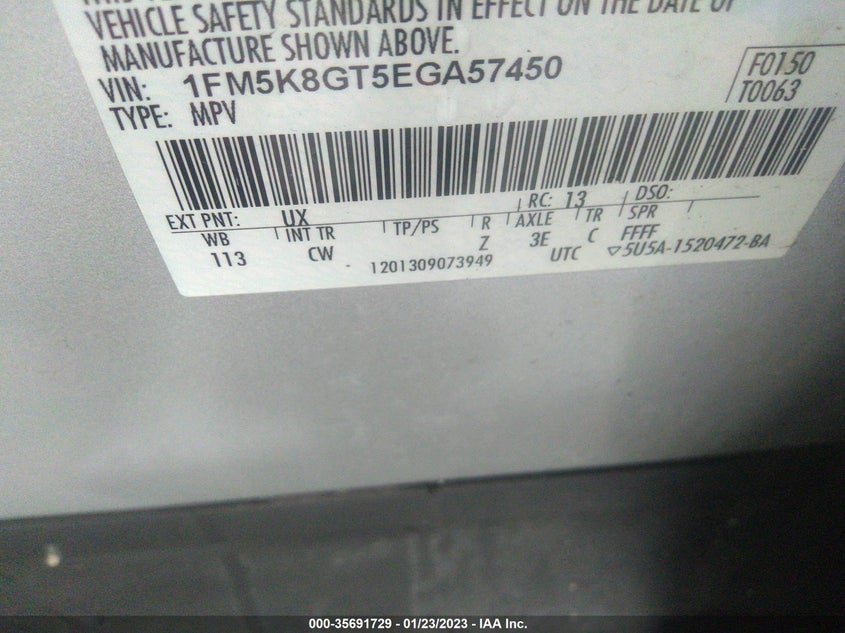 VEHICLE SAFETY STANDARDS IN EFFECT ON THE DATE OF
MANUFACTURE SHOWN ABOVE.
VIN: 1FM5K8GT5EGA57450
TYPE: MPV
F0150
T0063
EXT PNT: UX RC: 13 DSO:
WB INT TR TP/PS R AXLE TR SPR
113 CW Z 3E C FFFF
1201309073949 UTC ▽5U5A-1520472-BA
000-35691729 - 01/23/2023 - IAA Inc.